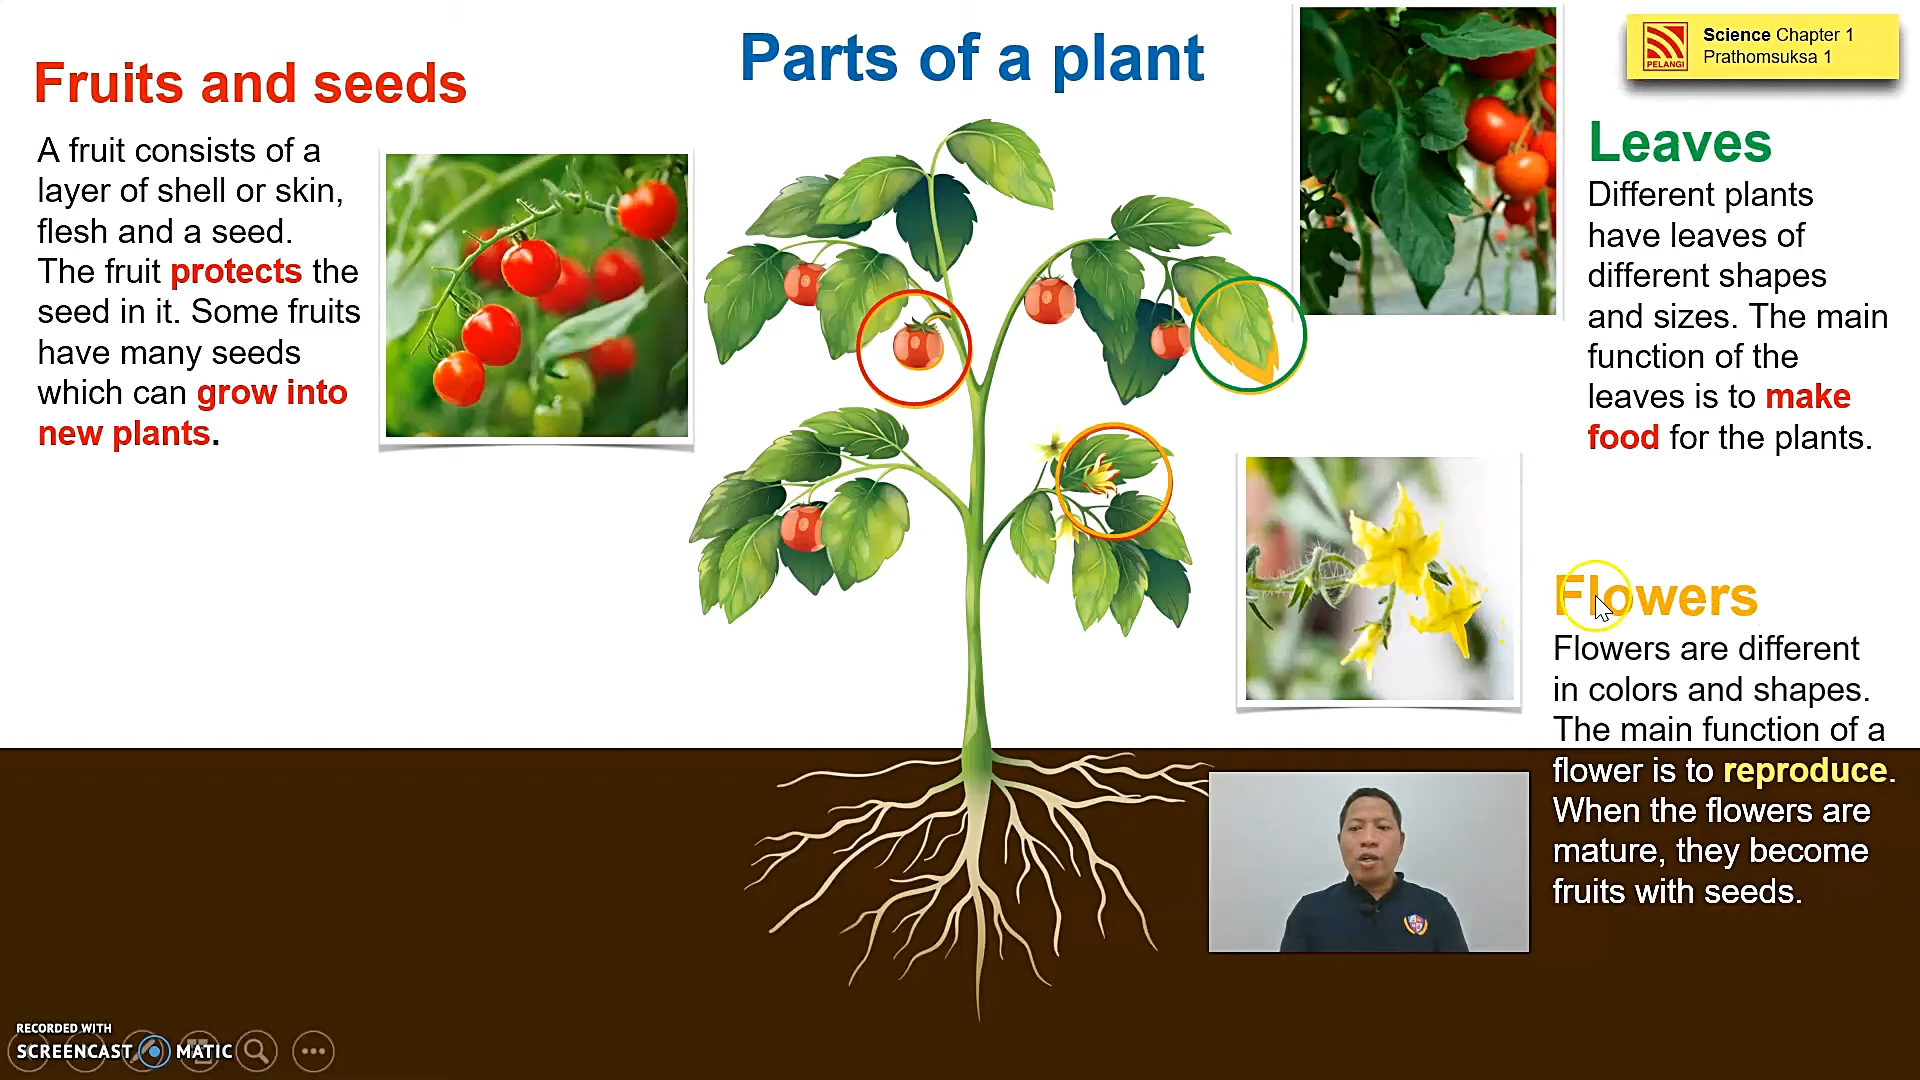 Parts of a plant
PELANGI
Science Chapter 1
Prathomsuksa 1
Fruits and seeds
A fruit consists of a
layer of shell or skin,
flesh and a seed.
The fruit protects the
seed in it. Some fruits
have many seeds
which can grow into
new plants.
Leaves
Different plants
have leaves of
different shapes
and sizes. The main
function of the
leaves is to make
food for the plants.
Flowers
Flowers are different
in colors and shapes.
The main function of a
flower is to reproduce.
When the flowers are
mature, they become
fruits with seeds.
RECORDED WITH
SCREENCAST MATIC